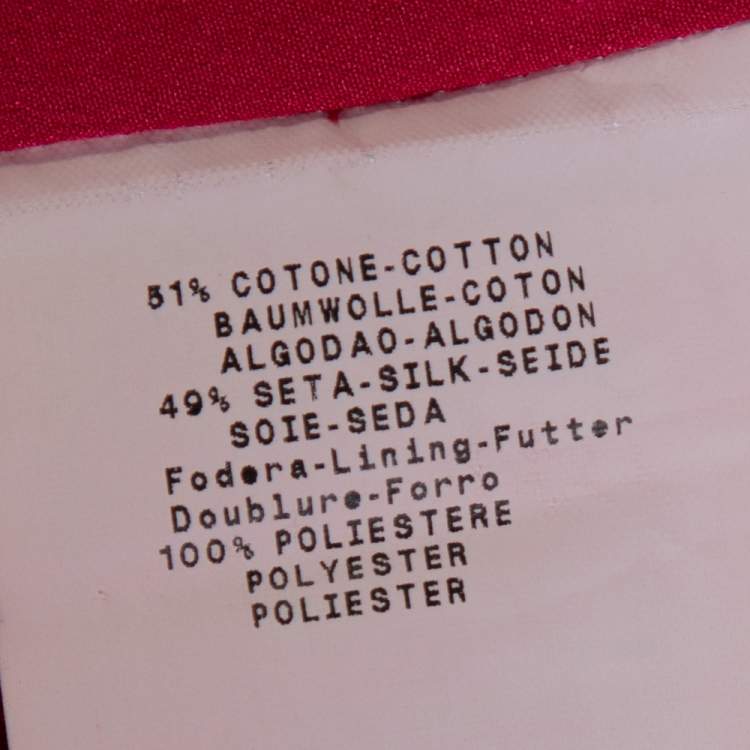 51% COTONE-COTTON
BAUMWOLLE-COTON
ALGODAO-ALGODON
49% SETA-SILK-SEIDE
SOIE-SEDA
Fodera-Lining-Futter
Doublure-Forro
100% POLIESTERE
POLYESTER
POLIESTER